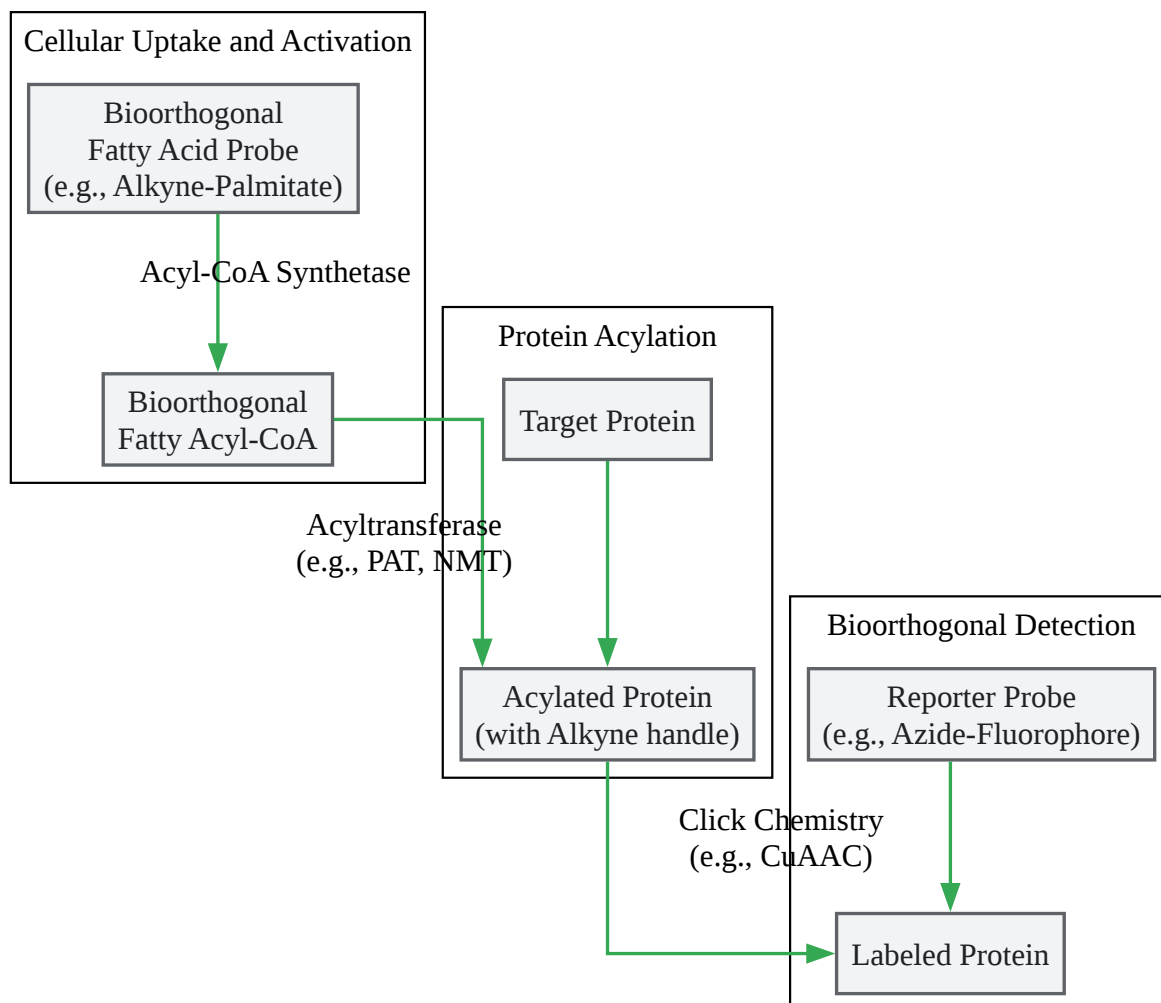 Cellular Uptake and Activation
Bioorthogonal
Fatty Acid Probe
(e.g., Alkyne-Palmitate)
Acyl-CoA Synthetase
Bioorthogonal
Fatty Acyl-CoA
Protein Acylation
Target Protein
Acyltransferase
(e.g., PAT, NMT)
Acylated Protein
(with Alkyne handle)
Bioorthogonal Detection
Reporter Probe
(e.g., Azide-Fluorophore)
Click Chemistry
(e.g., CuAAC)
Labeled Protein